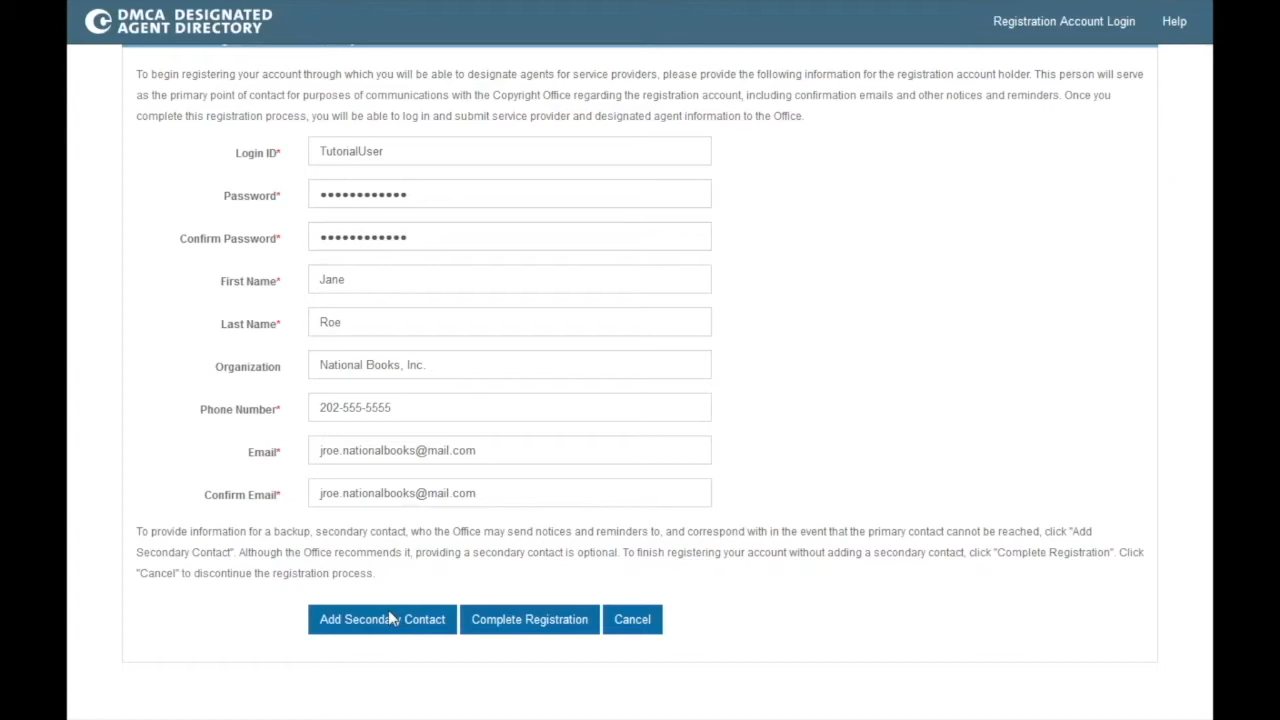 DMCA DESIGNATED
AGENT DIRECTORY
Registration Account Login Help
To begin registering your account through which you will be able to designate agents for service providers, please provide the following information for the registration account holder. This person will serve
as the primary point of contact for purposes of communications with the Copyright Office regarding the registration account, including confirmation emails and other notices and reminders. Once you
complete this registration process, you will be able to log in and submit service provider and designated agent information to the Office.
Login ID* TutorialUser
Password* ••••••••••••
Confirm Password* ••••••••••••
First Name* Jane
Last Name* Roe
Organization National Books, Inc.
Phone Number* 202-555-5555
Email* jroe.nationalbooks@mail.com
Confirm Email* jroe.nationalbooks@mail.com
To provide information for a backup, secondary contact, who the Office may send notices and reminders to, and correspond with in the event that the primary contact cannot be reached, click "Add
Secondary Contact". Although the Office recommends it, providing a secondary contact is optional. To finish registering your account without adding a secondary contact, click "Complete Registration". Click
"Cancel" to discontinue the registration process.
Add Secondary Contact Complete Registration Cancel